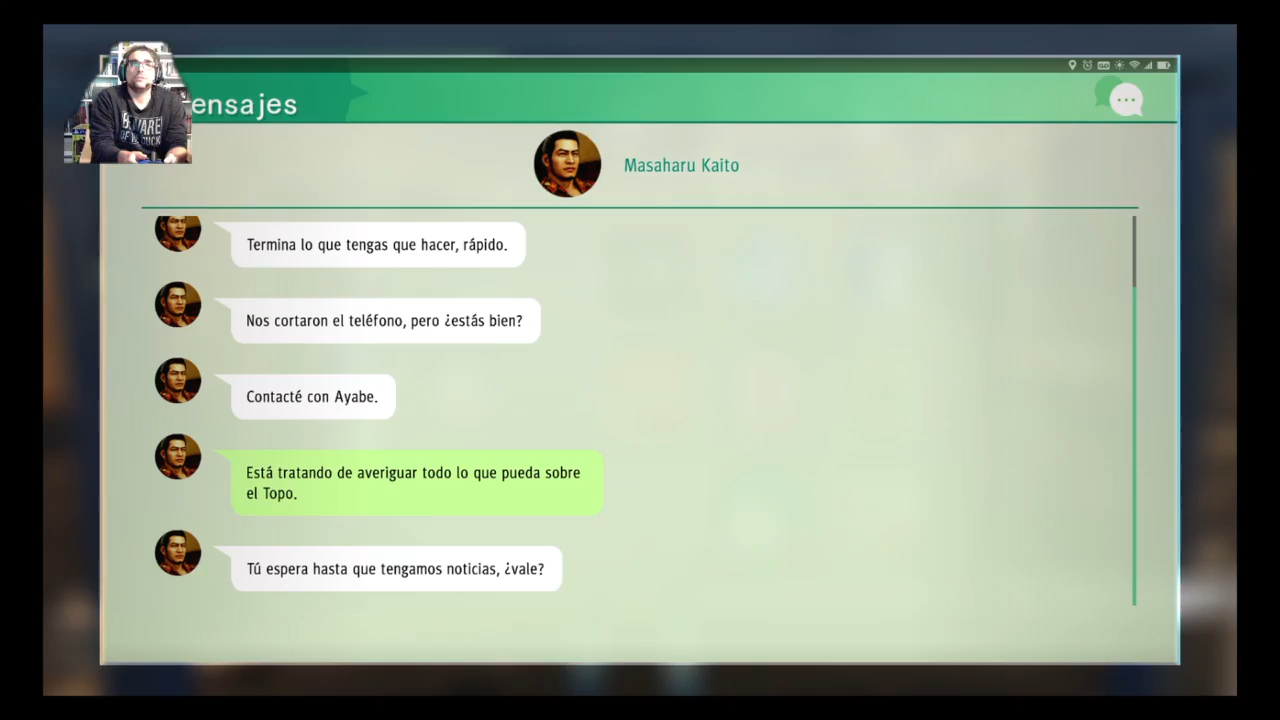 ensajes
BEWARE
Masaharu Kaito
Termina lo que tengas que hacer, rápido.
Nos cortaron el teléfono, pero ¿estás bien?
Contacté con Ayabe.
Está tratando de averiguar todo lo que pueda sobre
el Topo.
Tú espera hasta que tengamos noticias, ¿vale?